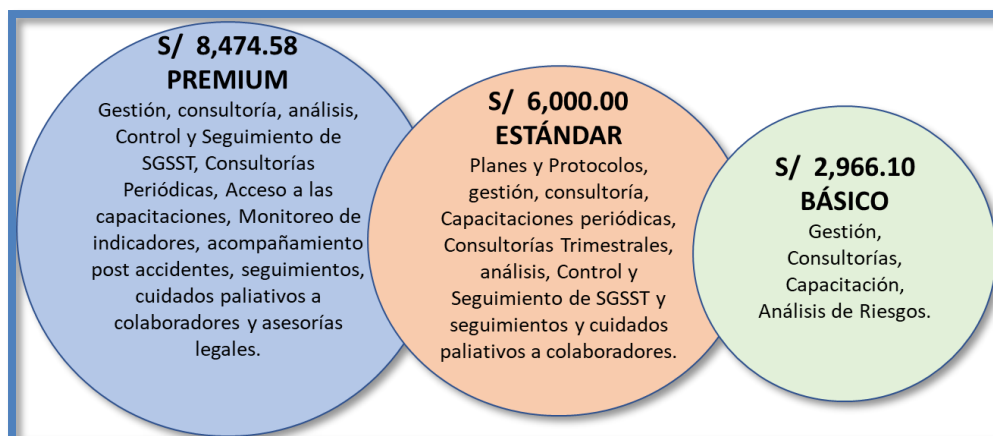 S/ 8,474.58
PREMIUM
Gestión, consultoría, análisis,
Control y Seguimiento de
SGSST, Consultorías
Periódicas, Acceso a las
capacitaciones, Monitoreo de
indicadores, acompañamiento
post accidentes, seguimientos,
cuidados paliativos a
colaboradores y asesorías
legales.
S/ 6,000.00
ESTÁNDAR
Planes y Protocolos,
gestión, consultoría,
Capacitaciones periódicas,
Consultorías Trimestrales,
análisis, Control y
Seguimiento de SGSST y
seguimientos y cuidados
paliativos a colaboradores.
S/ 2,966.10
BÁSICO
Gestión,
Consultorías,
Capacitación,
Análisis de Riesgos.